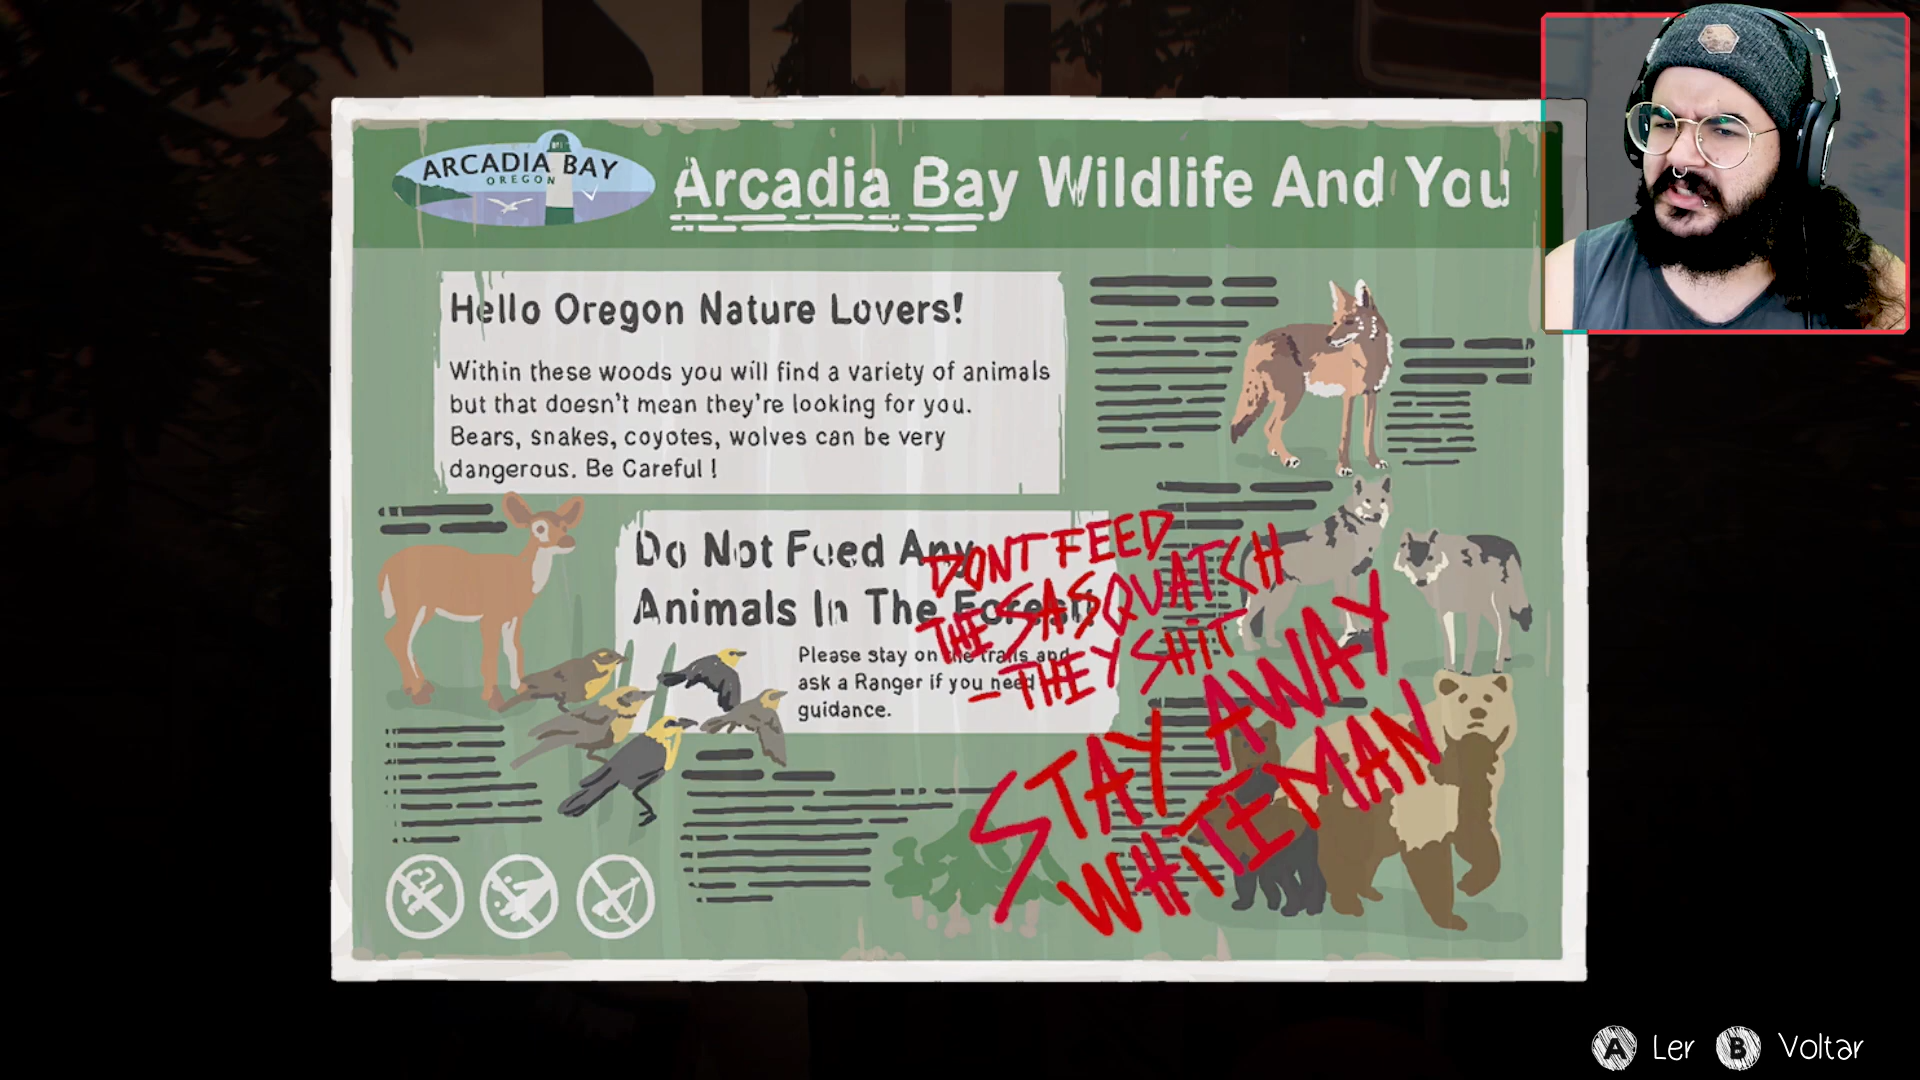 ARCADIA BAY
OREGON
Arcadia Bay Wildlife And You
Hello Oregon Nature Lovers!
Within these woods you will find a variety of animals
but that doesn't mean they're looking for you.
Bears, snakes, coyotes, wolves can be very
dangerous. Be Careful !
Do Not Feed Any
Animals In The Forest!
Please stay on the trails and
ask a Ranger if you need
guidance.
DONT FEED
THE SASQUATCH
- THEY SHIT
STAY AWAY
WHITEMAN
A Ler B Voltar